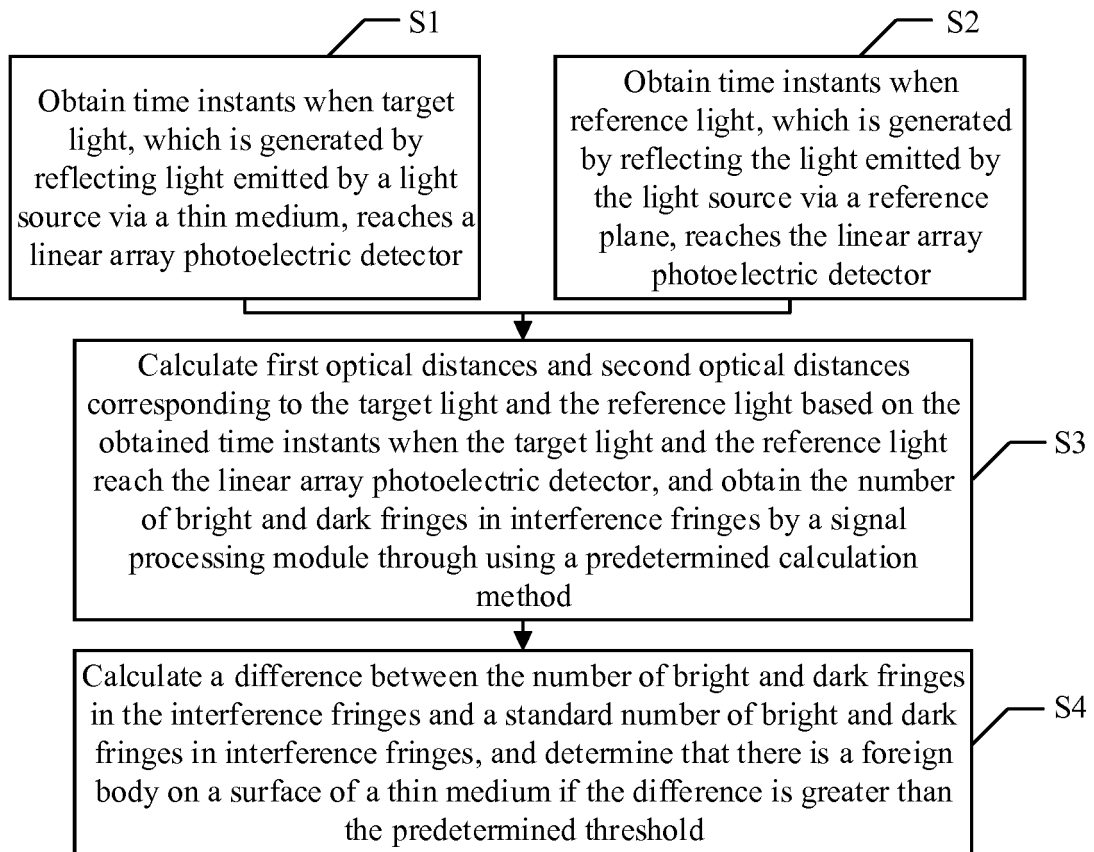 S1
Obtain time instants when target
light, which is generated by
reflecting light emitted by a light
source via a thin medium, reaches a
linear array photoelectric detector
S2
Obtain time instants when
reference light, which is generated
by reflecting the light emitted by
the light source via a reference
plane, reaches the linear array
photoelectric detector
Calculate first optical distances and second optical distances
corresponding to the target light and the reference light based on the
obtained time instants when the target light and the reference light
reach the linear array photoelectric detector, and obtain the number
of bright and dark fringes in interference fringes by a signal
processing module through using a predetermined calculation
method
S3
Calculate a difference between the number of bright and dark fringes
in the interference fringes and a standard number of bright and dark
fringes in interference fringes, and determine that there is a foreign
body on a surface of a thin medium if the difference is greater than
the predetermined threshold
S4